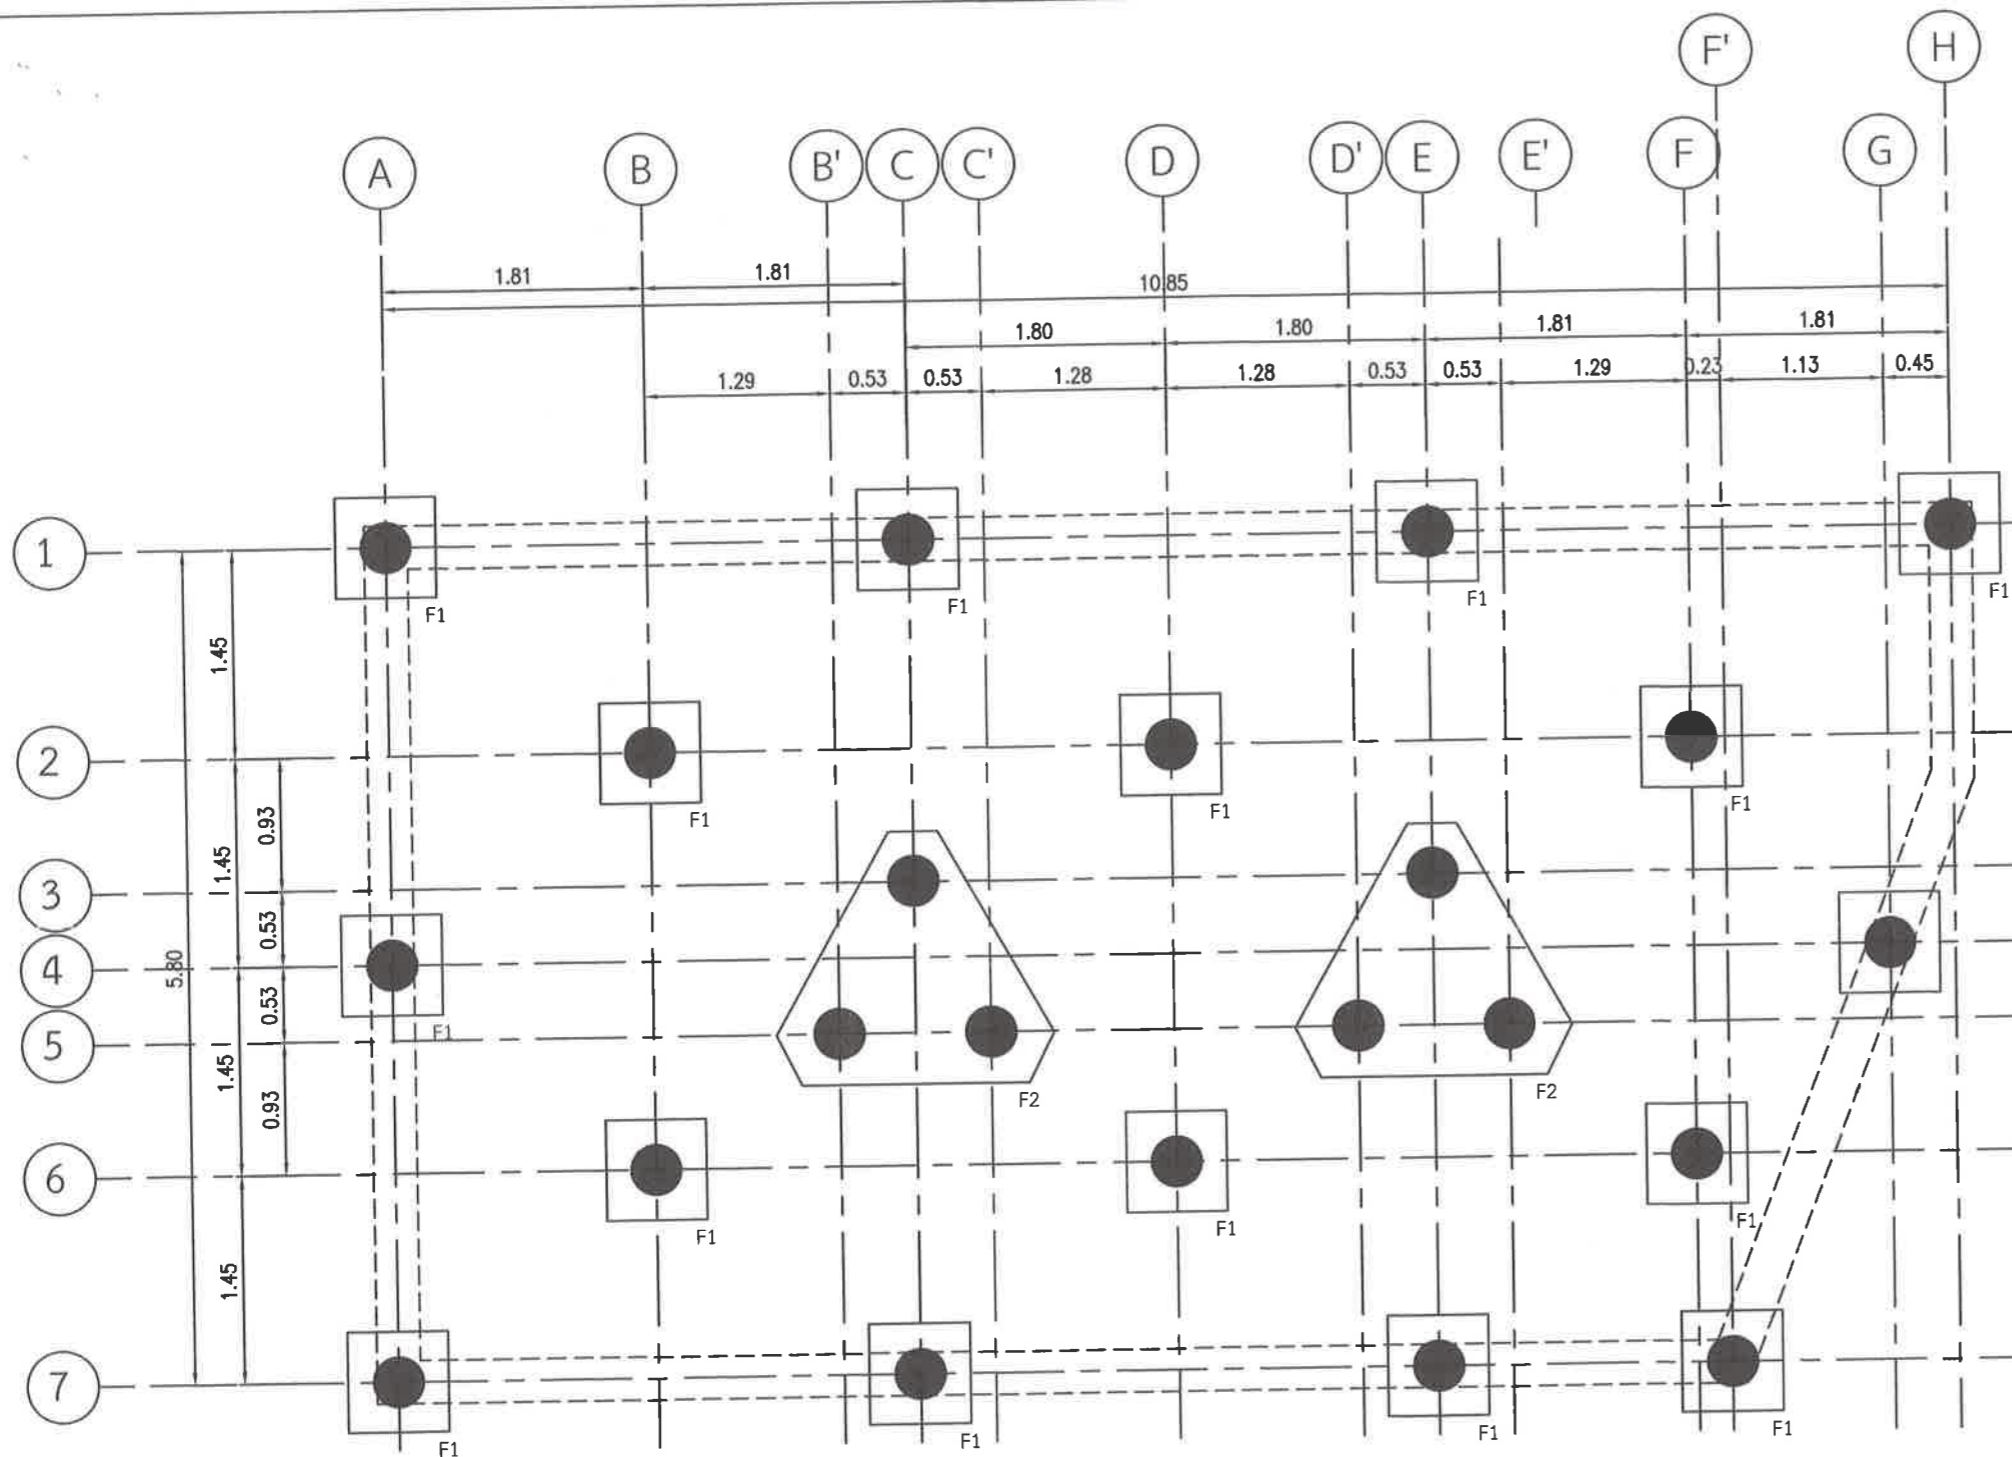 F' H
A B B' C C' D D' E E' F G
1.81 1.81 10.85
1.80 1.80 1.81 1.81
1.29 0.53 0.53 1.28 1.28 0.53 0.53 1.29 0.23 1.13 0.45
1
F1 F1 F1 F1
1.45
2
F1 F1 F1
0.93
1.45
3
0.53
4
5.80
F1
0.53
5
1.45
F2 F2
0.93
6
F1 F1 F1
1.45
7
F1 F1 F1 F1